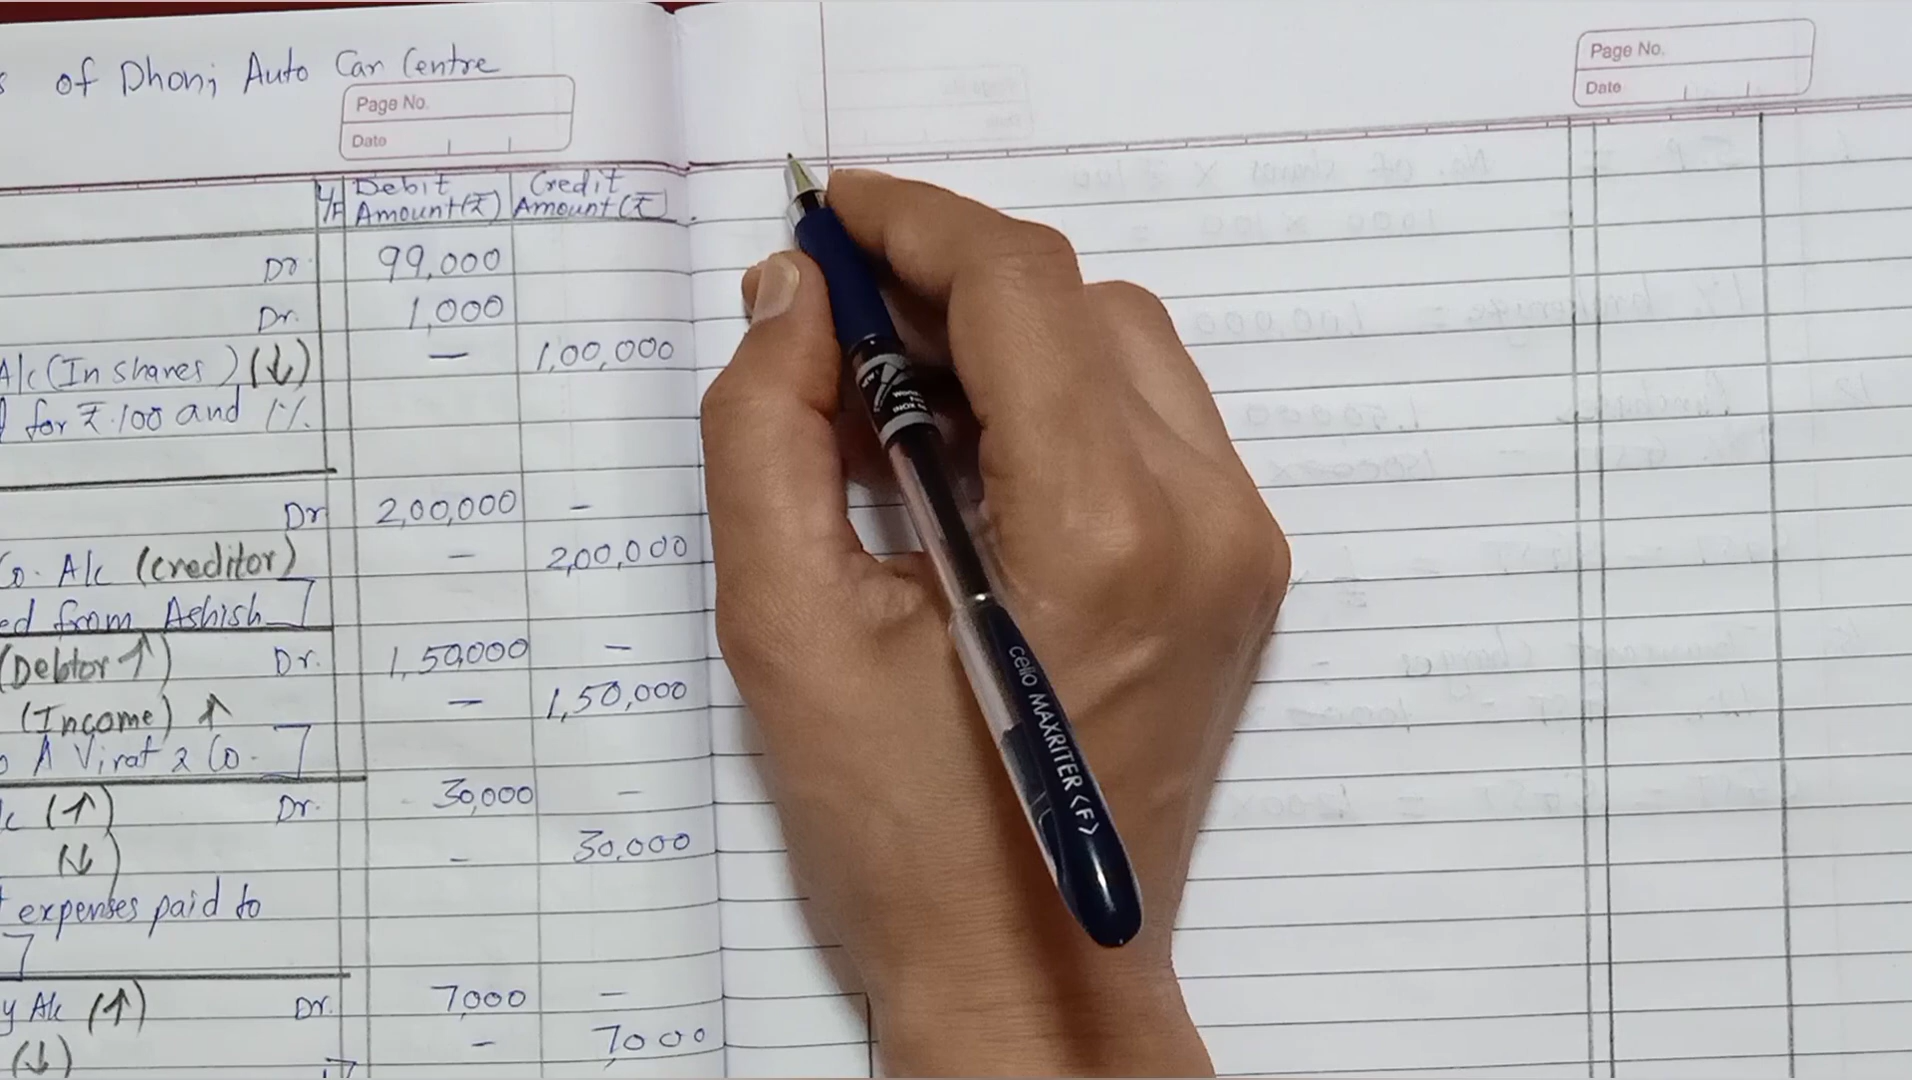 of Dhoni Auto Car Centre
Page No.
Date
L/F Debit Amount (₹) Credit Amount (₹)
Dr 99,000
Dr. 1,000
A/c (In shares) (↓) — 1,00,000
for ₹.100 and 1%.
Dr 2,00,000 —
Co. A/c (creditor) — 2,00,000
ed from Ashish ]
(Debtor ↑) Dr. 1,50,000 —
(Income) ↑ — 1,50,000
A Virat & Co. ]
(↑) Dr. 30,000 —
(↓) — 30,000
expenses paid to
]
y A/c (↑) Dr. 7,000 —
(↓) — 7,000
Page No.
Date
cello MAXRITER <F>